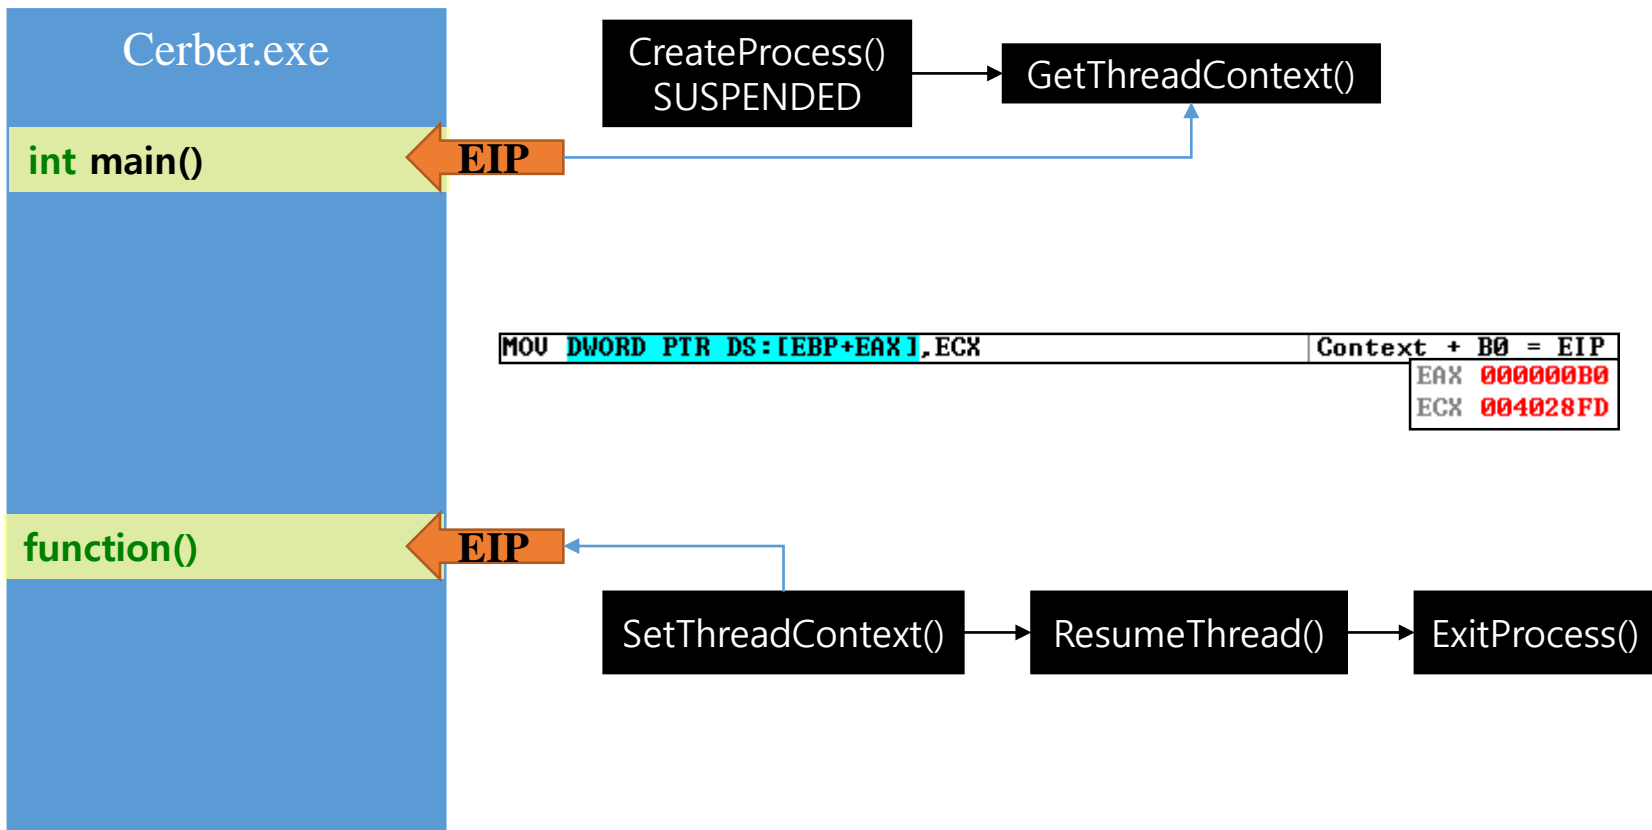 Cerber.exe
CreateProcess()
SUSPENDED
GetThreadContext()
int main()
EIP
MOV DWORD PTR DS:[EBP+EAX],ECX
Context + B0 = EIP
EAX 000000B0
ECX 004028FD
function()
EIP
SetThreadContext()
ResumeThread()
ExitProcess()